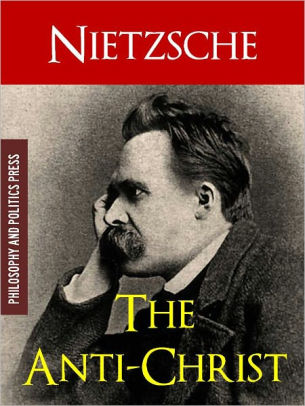 NIETZSCHE
PHILOSOPHY AND POLITICS PRESS
THE
ANTI-CHRIST